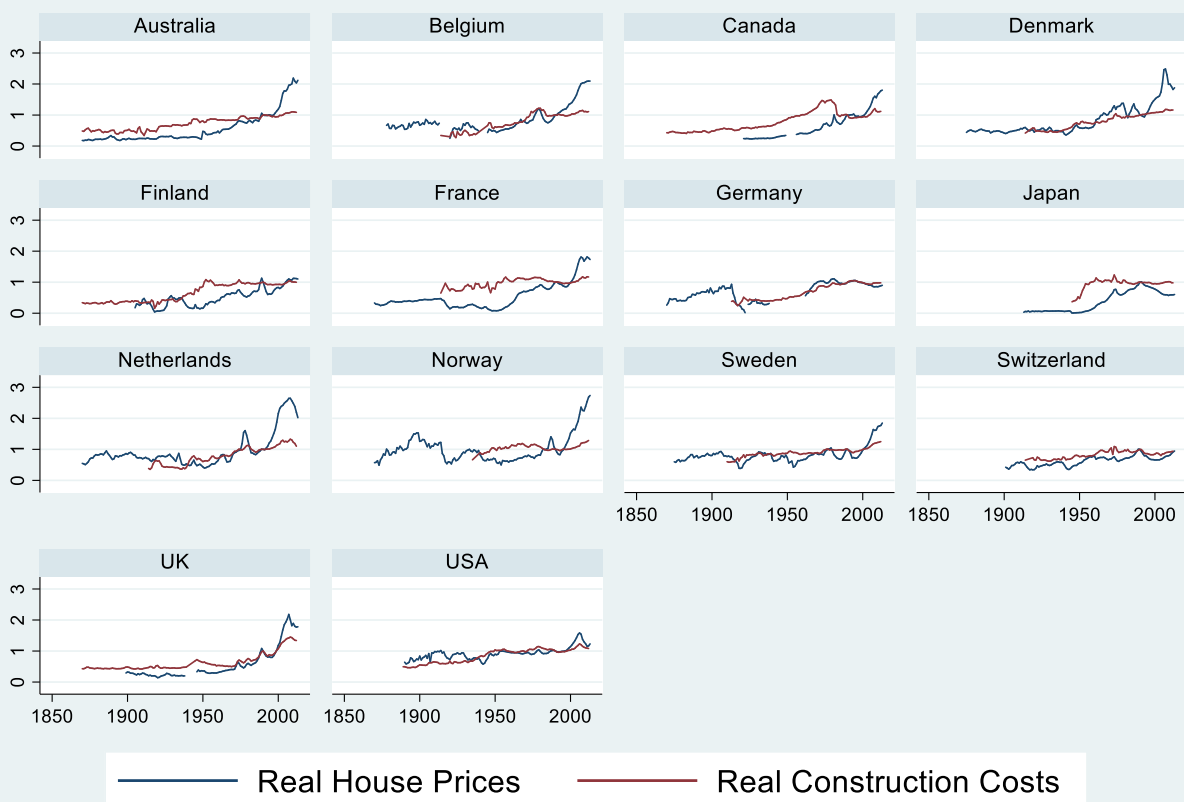 Australia Belgium Canada Denmark
3
2
1
0
Finland France Germany Japan
3
2
1
0
Netherlands Norway Sweden Switzerland
3
2
1
0
1850 1900 1950 2000 1850 1900 1950 2000
UK USA
3
2
1
0
1850 1900 1950 2000 1850 1900 1950 2000
Real House Prices Real Construction Costs